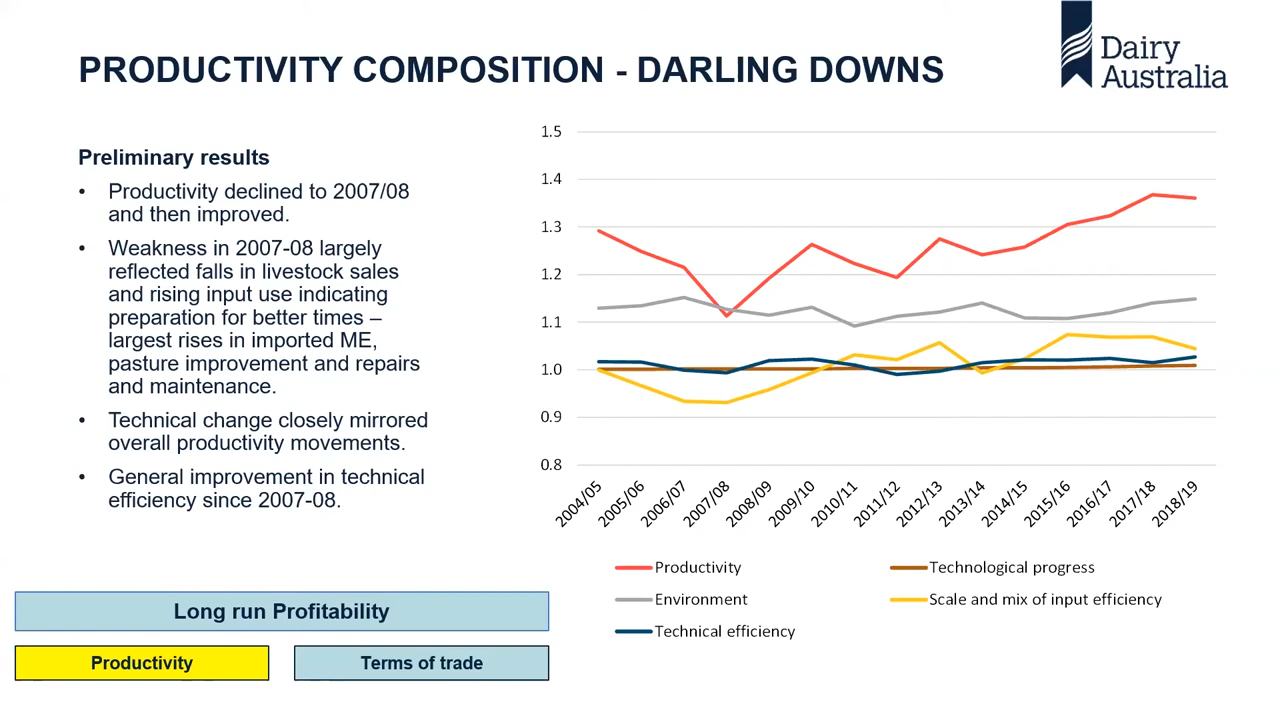 PRODUCTIVITY COMPOSITION - DARLING DOWNS
Dairy
Australia
Preliminary results
• Productivity declined to 2007/08
and then improved.
• Weakness in 2007-08 largely
reflected falls in livestock sales
and rising input use indicating
preparation for better times –
largest rises in imported ME,
pasture improvement and repairs
and maintenance.
• Technical change closely mirrored
overall productivity movements.
• General improvement in technical
efficiency since 2007-08.
1.5
1.4
1.3
1.2
1.1
1.0
0.9
0.8
2004/05
2005/06
2006/07
2007/08
2008/09
2009/10
2010/11
2011/12
2012/13
2013/14
2014/15
2015/16
2016/17
2017/18
2018/19
Productivity
Technological progress
Environment
Scale and mix of input efficiency
Technical efficiency
Long run Profitability
Productivity
Terms of trade